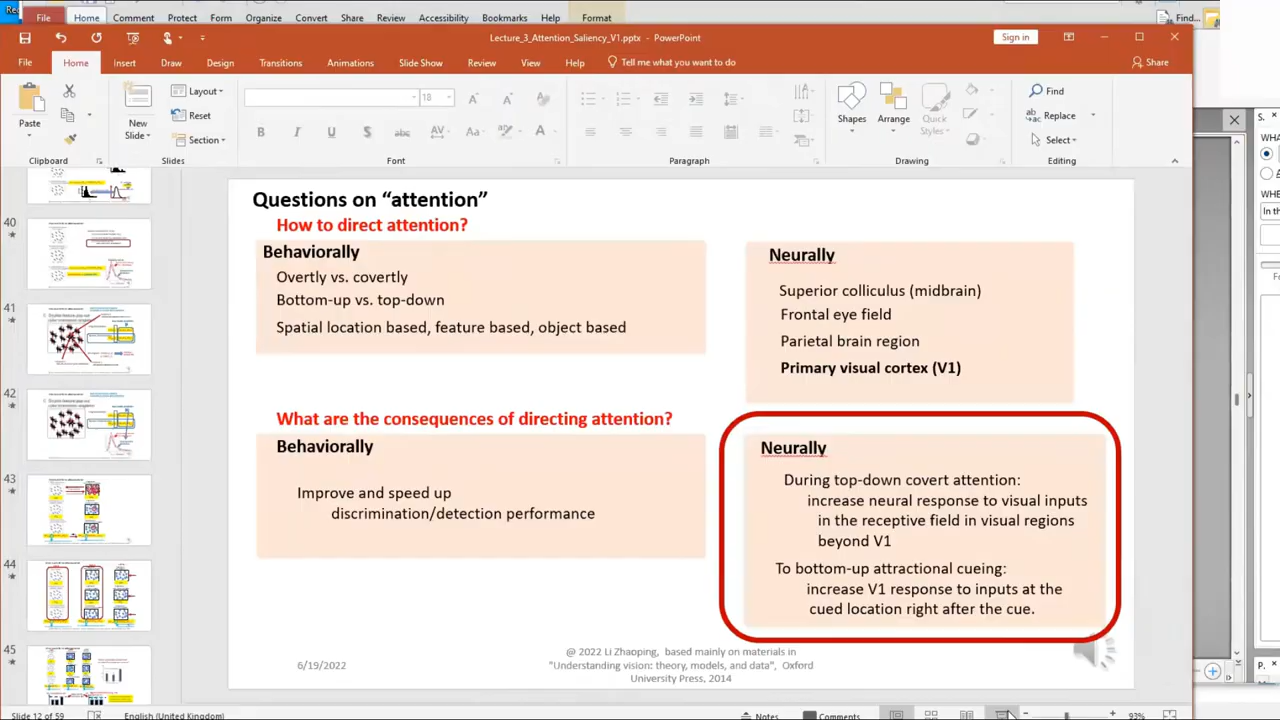 File Home Comment Protect Form Organize Convert Share Review Accessibility Bookmarks Help Format Find...
Lecture_3_Attention_Saliency_V1.pptx - PowerPoint Sign in
File Home Insert Draw Design Transitions Animations Slide Show Review View Help Tell me what you want to do Share
Paste
New
Slide
Layout
Reset
Section
18
Shapes
Arrange
Quick
Styles
Find
Replace
Select
Clipboard Slides Font Paragraph Drawing Editing
40
41
42
43
44
45
Questions on “attention”
How to direct attention?
Behaviorally
Overtly vs. covertly
Bottom-up vs. top-down
Spatial location based, feature based, object based
Neurally
Superior colliculus (midbrain)
Frontal eye field
Parietal brain region
Primary visual cortex (V1)
What are the consequences of directing attention?
Behaviorally
Improve and speed up
discrimination/detection performance
Neurally
During top-down covert attention:
increase neural response to visual inputs
in the receptive field in visual regions
beyond V1
To bottom-up attractional cueing:
increase V1 response to inputs at the
cued location right after the cue.
6/19/2022
@ 2022 Li Zhaoping, based mainly on materials in
"Understanding vision: theory, models, and data", Oxford
University Press, 2014
Slide 12 of 59 English (United Kingdom) Notes Comments 93%